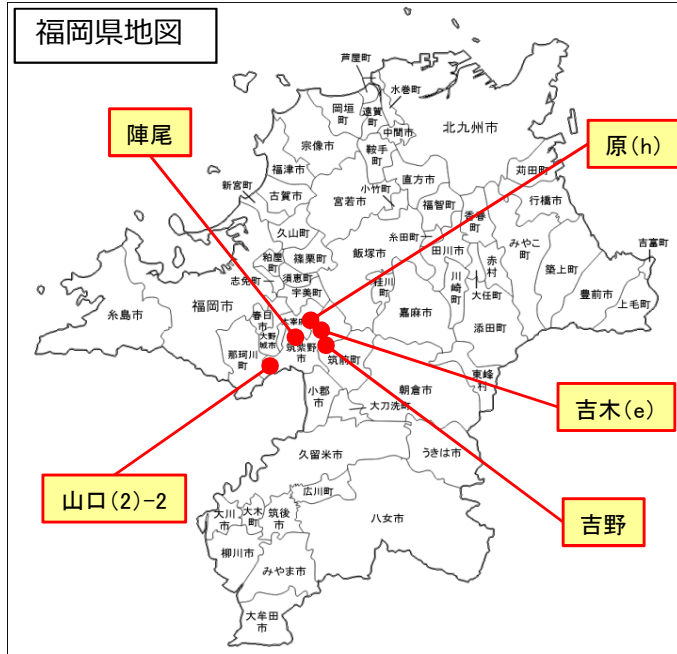 福岡県地図
芦屋町
水巻町
岡垣
町
遠賀
町
北九州市
陣尾
中間市
原(h)
宗像市
鞍手
町
苅田町
福津市
直方市
小竹町
新宮町
古賀市
宮若市
福智町
香春
町
行橋市
久山町
糸田町
みやこ
町
吉富町
粕屋
町
篠栗町
飯塚市
田川市
赤
村
築上町
志免町
須恵町
桂川
町
川
崎
町
大任町
豊前市
宇美町
上毛町
糸島市
福岡市
春日
市
嘉麻市
添田町
大野
城市
筑紫野
市
那珂川
町
筑前町
東峰
村
小郡
市
朝倉市
大刀洗町
吉木(e)
久留米市
うきは市
山口(2)-2
広川町
大川
市
大木
町
筑後
市
八女市
吉野
柳川市
みやま市
大牟田
市